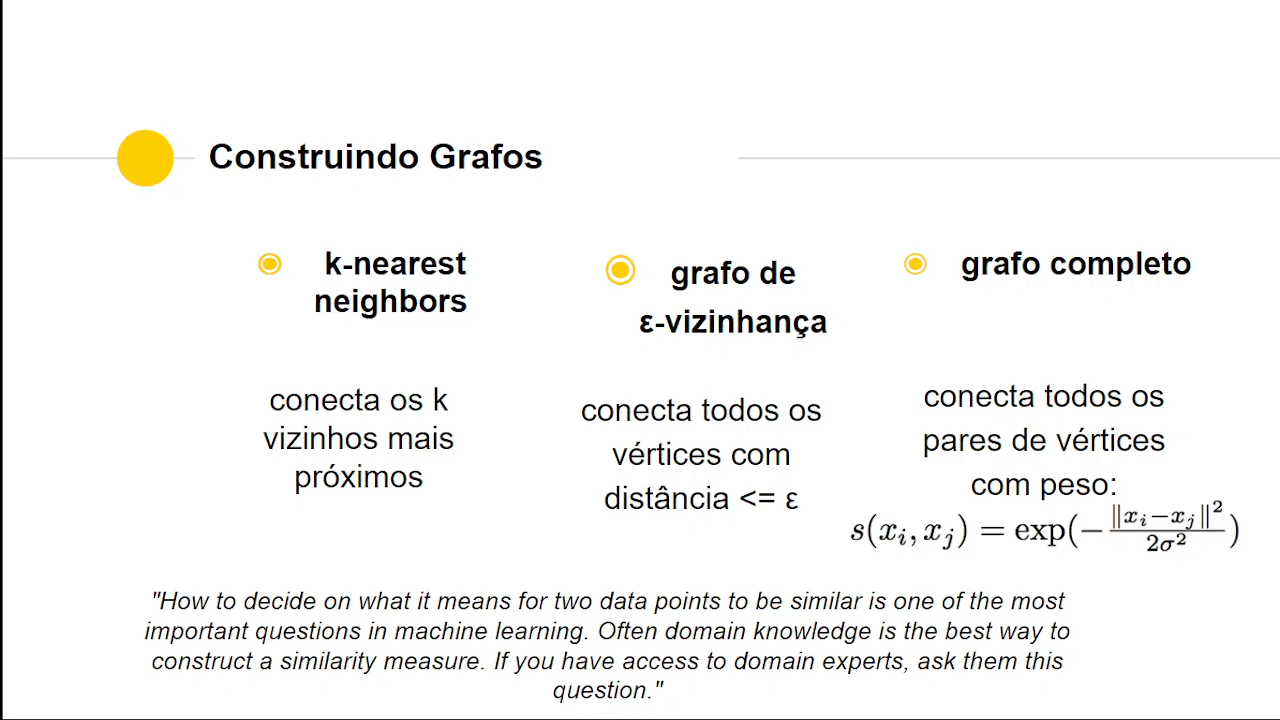 Construindo Grafos
k-nearest
neighbors
conecta os k
vizinhos mais
próximos
grafo de
ε-vizinhança
conecta todos os
vértices com
distância <= ε
grafo completo
conecta todos os
pares de vértices
com peso:
s(x_i, x_j) = exp(−‖x_i−x_j‖²/2σ²)
"How to decide on what it means for two data points to be similar is one of the most
important questions in machine learning. Often domain knowledge is the best way to
construct a similarity measure. If you have access to domain experts, ask them this
question."